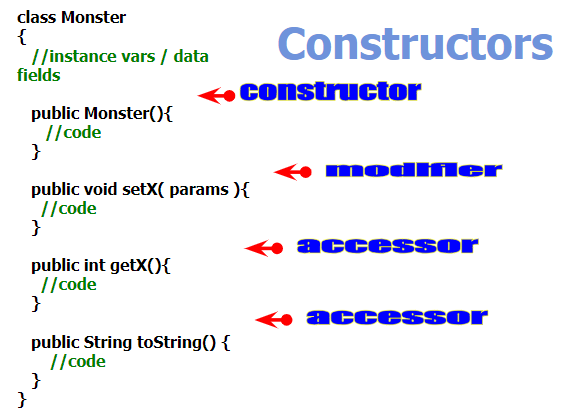 class Monster
Constructors
{
//instance vars / data
fields
constructor
public Monster(){
//code
}
modifier
public void setX( params ){
//code
}
accessor
public int getX(){
//code
}
accessor
public String toString() {
//code
}
}